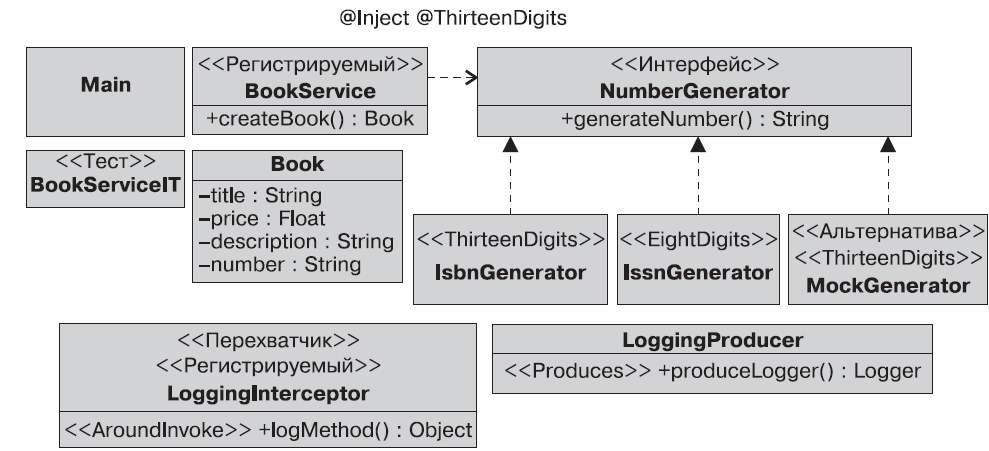 @Inject @ThirteenDigits
Main
<<Регистрируемый>>
BookService
+createBook() : Book
<<Интерфейс>>
NumberGenerator
+generateNumber() : String
<<Тест>>
BookServiceIT
Book
–title : String
–price : Float
–description : String
–number : String
<<ThirteenDigits>>
IsbnGenerator
<<EightDigits>>
IssnGenerator
<<Альтернатива>>
<<ThirteenDigits>>
MockGenerator
<<Перехватчик>>
<<Регистрируемый>>
LoggingInterceptor
<<AroundInvoke>> +logMethod() : Object
LoggingProducer
<<Produces>> +produceLogger() : Logger